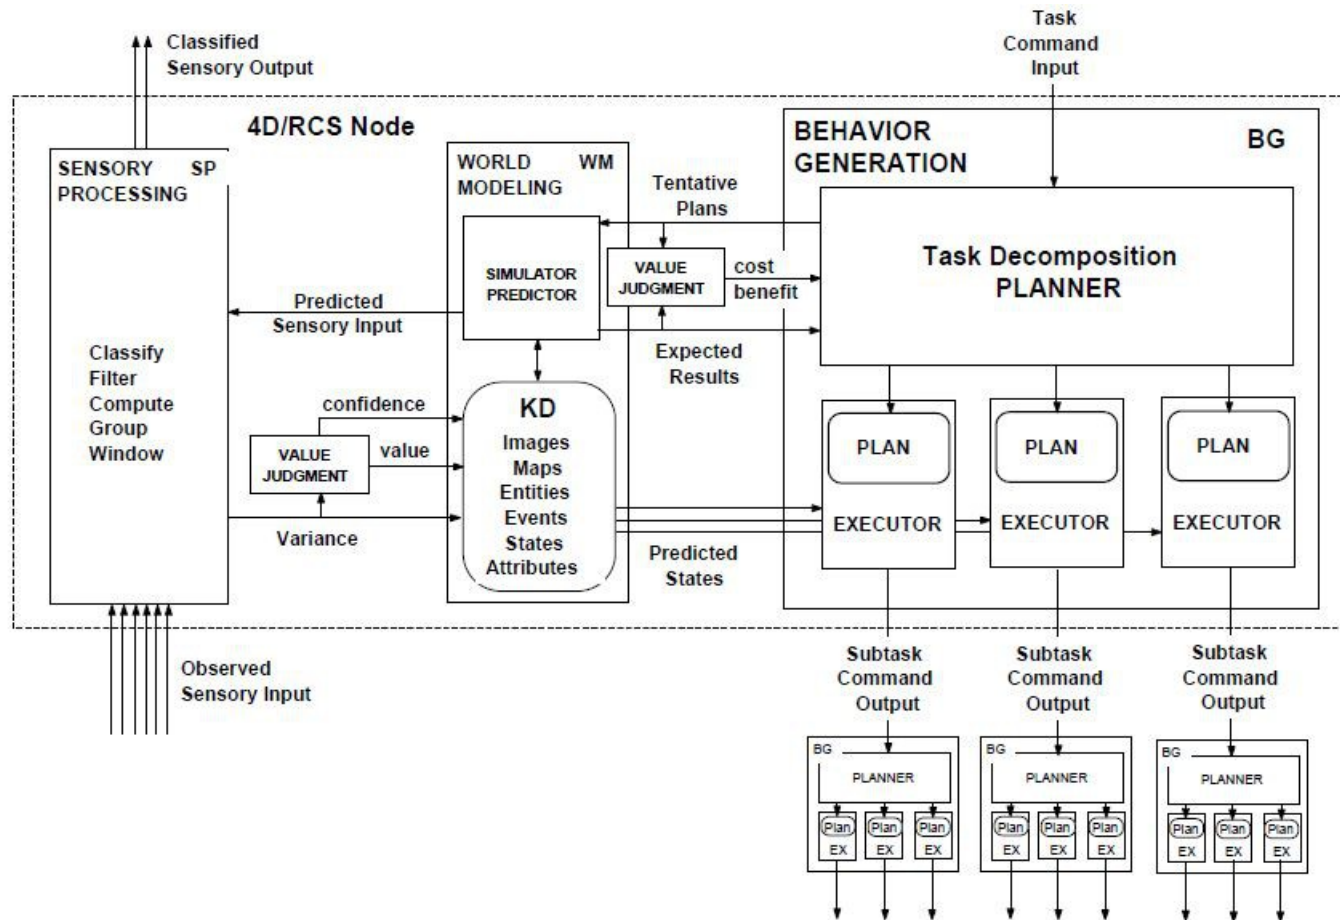 Classified
Sensory Output
Task
Command
Input
4D/RCS Node
SENSORY SP
PROCESSING
Classify
Filter
Compute
Group
Window
WORLD WM
MODELING
SIMULATOR
PREDICTOR
Predicted
Sensory Input
Tentative
Plans
VALUE
JUDGMENT
cost
benefit
Expected
Results
BEHAVIOR
GENERATION
BG
Task Decomposition
PLANNER
confidence
VALUE
JUDGMENT
value
Variance
KD
Images
Maps
Entities
Events
States
Attributes
Predicted
States
PLAN
EXECUTOR
PLAN
EXECUTOR
PLAN
EXECUTOR
Observed
Sensory Input
Subtask
Command
Output
Subtask
Command
Output
Subtask
Command
Output
BG
PLANNER
Plan Plan Plan
EX EX EX
BG
PLANNER
Plan Plan Plan
EX EX EX
BG
PLANNER
Plan Plan Plan
EX EX EX